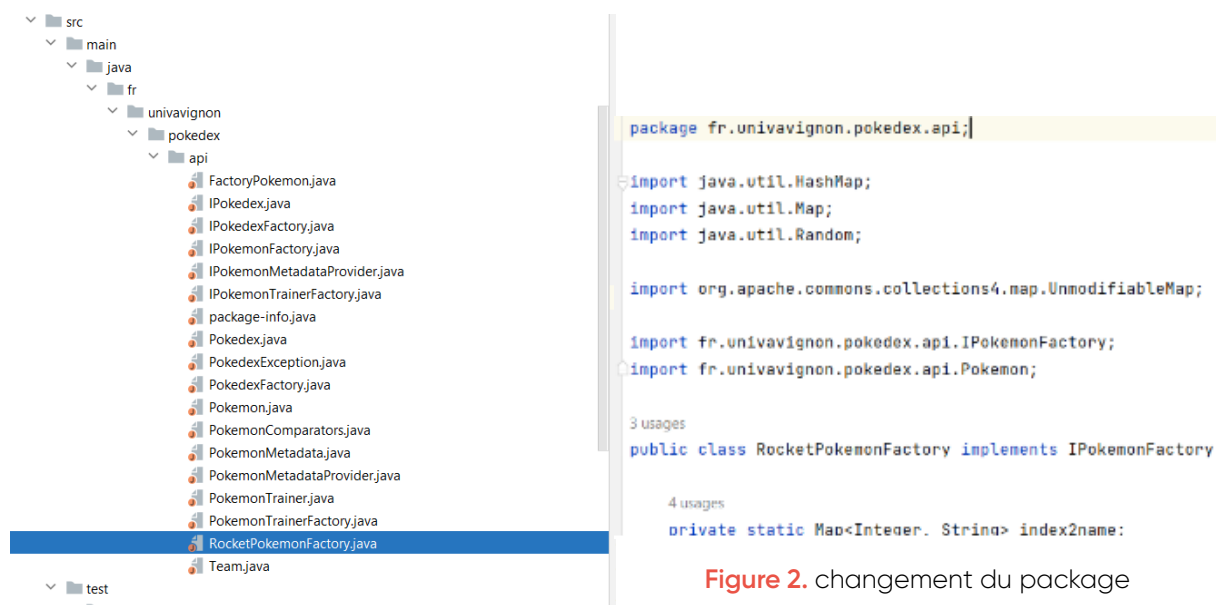 src
main
java
fr
univavignon
pokedex
api
FactoryPokemon.java
IPokedex.java
IPokedexFactory.java
IPokemonFactory.java
IPokemonMetadataProvider.java
IPokemonTrainerFactory.java
package-info.java
Pokedex.java
PokedexException.java
PokedexFactory.java
Pokemon.java
PokemonComparators.java
PokemonMetadata.java
PokemonMetadataProvider.java
PokemonTrainer.java
PokemonTrainerFactory.java
RocketPokemonFactory.java
Team.java
test
package fr.univavignon.pokedex.api;
import java.util.HashMap;
import java.util.Map;
import java.util.Random;
import org.apache.commons.collections4.map.UnmodifiableMap;
import fr.univavignon.pokedex.api.IPokemonFactory;
import fr.univavignon.pokedex.api.Pokemon;
3 usages
public class RocketPokemonFactory implements IPokemonFactory
4 usages
private static Map<Integer, String> index2name;
Figure 2. changement du package